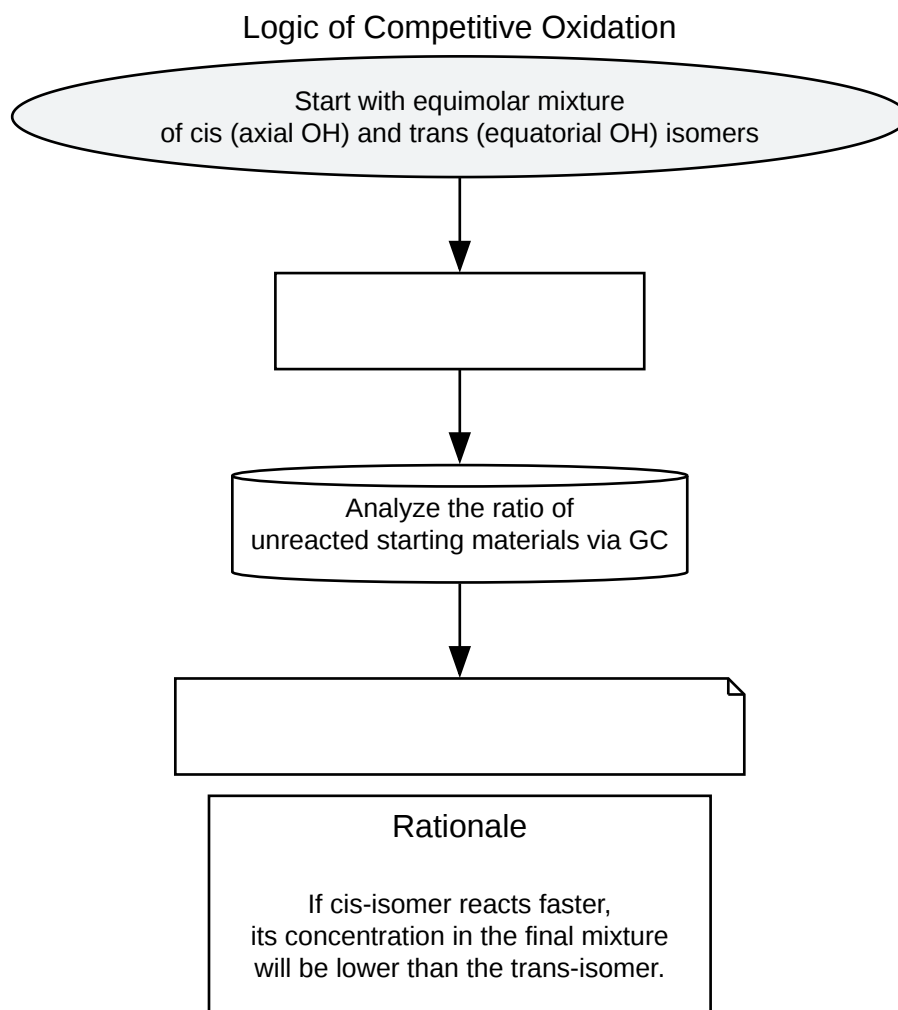 Logic of Competitive Oxidation
Start with equimolar mixture
of cis (axial OH) and trans (equatorial OH) isomers
Analyze the ratio of
unreacted starting materials via GC
Rationale
If cis-isomer reacts faster,
its concentration in the final mixture
will be lower than the trans-isomer.